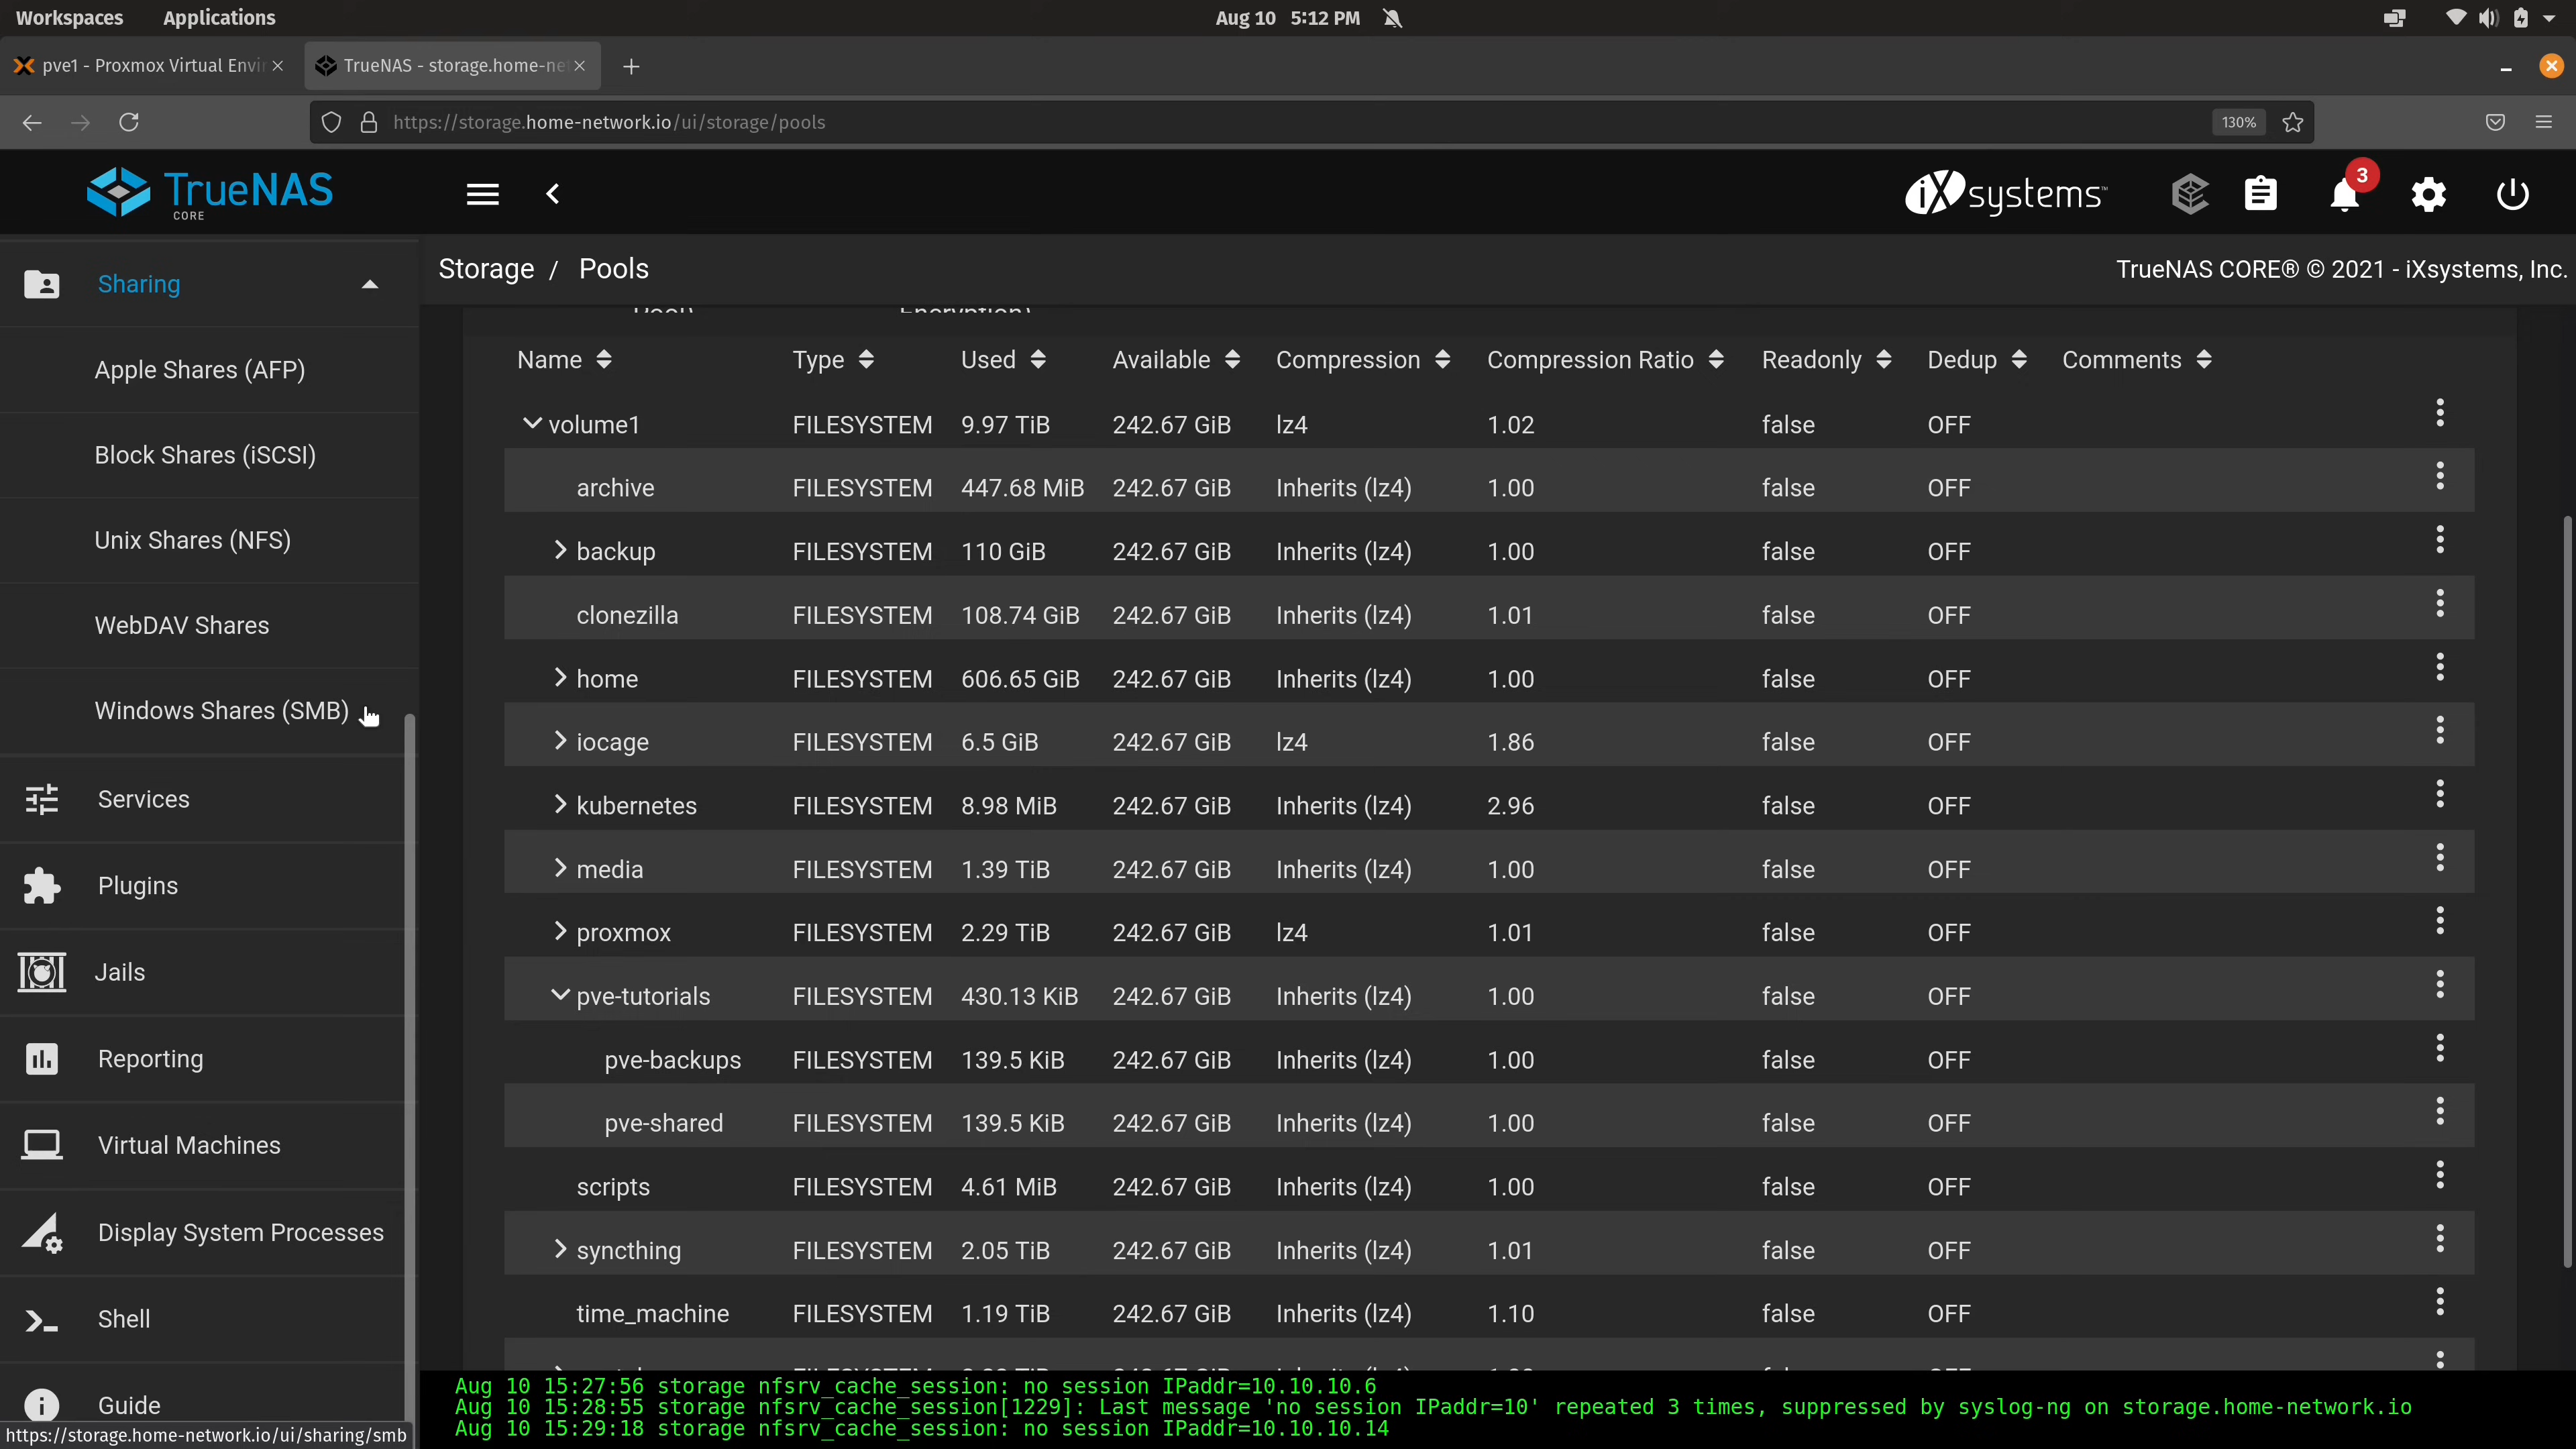 Workspaces Applications Aug 10 5:12 PM
pve1 - Proxmox Virtual Envi TrueNAS - storage.home-ne
https://storage.home-network.io/ui/storage/pools 130%
TrueNAS CORE iXsystems™ 3
Storage / Pools TrueNAS CORE® © 2021 - iXsystems, Inc.
Sharing
Apple Shares (AFP)
Block Shares (iSCSI)
Unix Shares (NFS)
WebDAV Shares
Windows Shares (SMB)
Services
Plugins
Jails
Reporting
Virtual Machines
Display System Processes
Shell
Guide
Name Type Used Available Compression Compression Ratio Readonly Dedup Comments
volume1 FILESYSTEM 9.97 TiB 242.67 GiB lz4 1.02 false OFF
archive FILESYSTEM 447.68 MiB 242.67 GiB Inherits (lz4) 1.00 false OFF
backup FILESYSTEM 110 GiB 242.67 GiB Inherits (lz4) 1.00 false OFF
clonezilla FILESYSTEM 108.74 GiB 242.67 GiB Inherits (lz4) 1.01 false OFF
home FILESYSTEM 606.65 GiB 242.67 GiB Inherits (lz4) 1.00 false OFF
iocage FILESYSTEM 6.5 GiB 242.67 GiB lz4 1.86 false OFF
kubernetes FILESYSTEM 8.98 MiB 242.67 GiB Inherits (lz4) 2.96 false OFF
media FILESYSTEM 1.39 TiB 242.67 GiB Inherits (lz4) 1.00 false OFF
proxmox FILESYSTEM 2.29 TiB 242.67 GiB lz4 1.01 false OFF
pve-tutorials FILESYSTEM 430.13 KiB 242.67 GiB Inherits (lz4) 1.00 false OFF
pve-backups FILESYSTEM 139.5 KiB 242.67 GiB Inherits (lz4) 1.00 false OFF
pve-shared FILESYSTEM 139.5 KiB 242.67 GiB Inherits (lz4) 1.00 false OFF
scripts FILESYSTEM 4.61 MiB 242.67 GiB Inherits (lz4) 1.00 false OFF
syncthing FILESYSTEM 2.05 TiB 242.67 GiB Inherits (lz4) 1.01 false OFF
time_machine FILESYSTEM 1.19 TiB 242.67 GiB Inherits (lz4) 1.10 false OFF
Aug 10 15:27:56 storage nfsrv_cache_session: no session IPaddr=10.10.10.6
Aug 10 15:28:55 storage nfsrv_cache_session[1229]: Last message 'no session IPaddr=10' repeated 3 times, suppressed by syslog-ng on storage.home-network.io
Aug 10 15:29:18 storage nfsrv_cache_session: no session IPaddr=10.10.10.14
https://storage.home-network.io/ui/sharing/smb